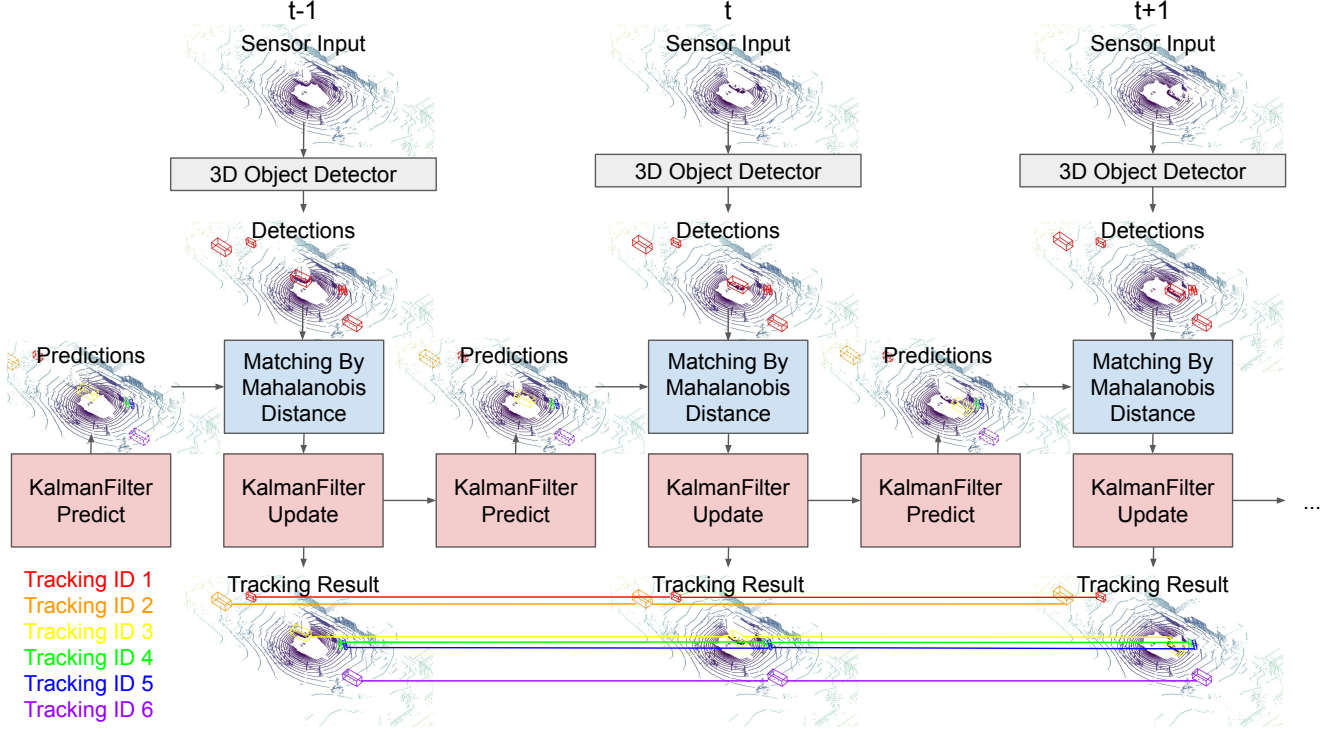 t-1
t
t+1
Sensor Input
Sensor Input
Sensor Input
3D Object Detector
3D Object Detector
3D Object Detector
Detections
Detections
Detections
Predictions
Matching By
Mahalanobis
Distance
Predictions
Matching By
Mahalanobis
Distance
Predictions
Matching By
Mahalanobis
Distance
KalmanFilter
Predict
KalmanFilter
Update
KalmanFilter
Predict
KalmanFilter
Update
KalmanFilter
Predict
KalmanFilter
Update
...
Tracking Result
Tracking Result
Tracking Result
Tracking ID 1
Tracking ID 2
Tracking ID 3
Tracking ID 4
Tracking ID 5
Tracking ID 6